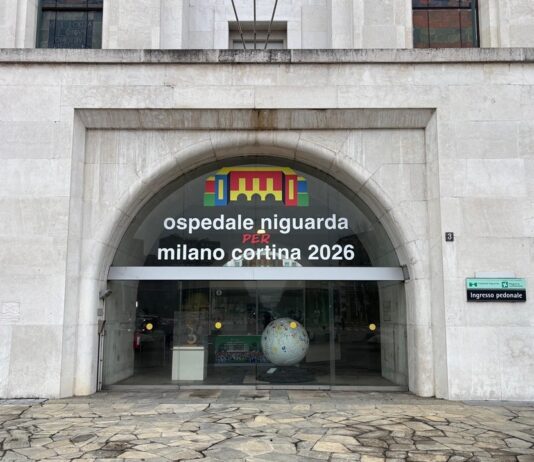 ospedale niguarda
PER
milano cortina 2026
3
Ingresso pedonale